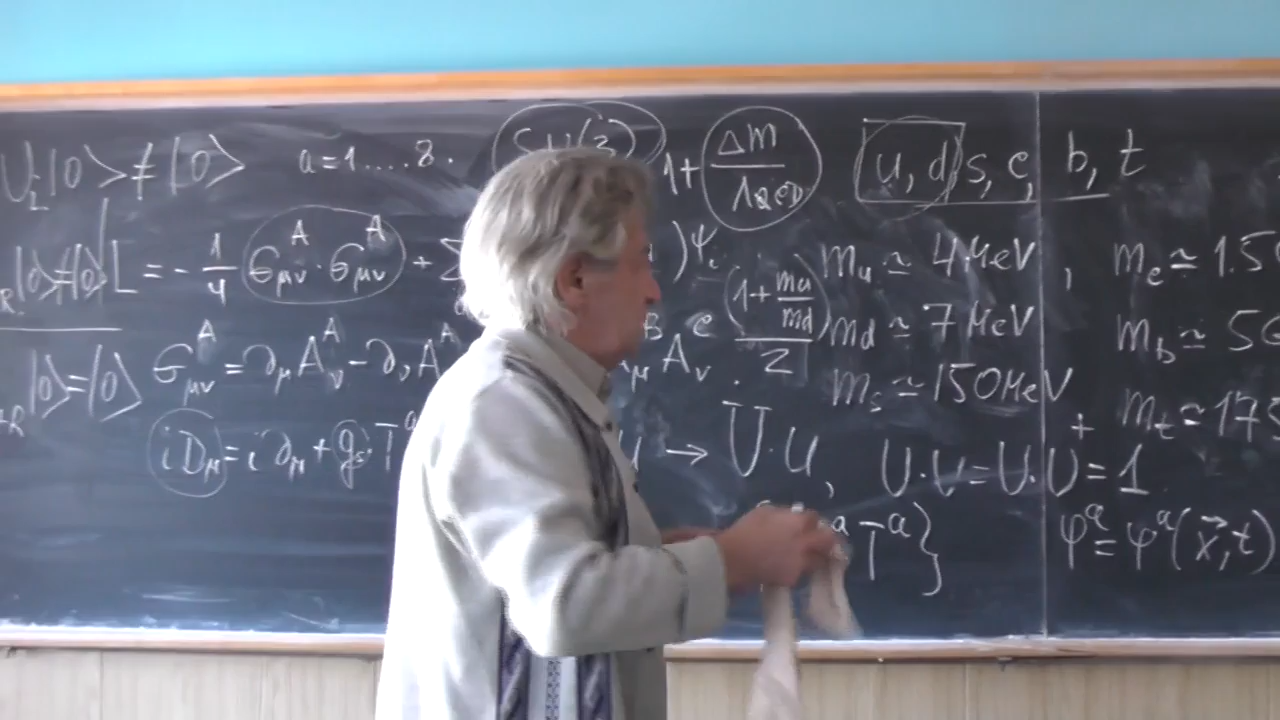 U_L|0>≠|0> a=1....8. SU(3) 1+ Δm/Λ_QCD u, d, s, c, b, t
|0>≠|0> L = -1/4 G^A_μν · G^A_μν + )ψ_i m_u ≃ 4 MeV , m_c ≃ 1.5
(1+ m_u/m_d)/2 m_d ≃ 7 MeV m_b ≃ 5
G^A_μν = ∂_μ A^A_ν - ∂_ν A^A B c A_ν . m_s ≃ 150 MeV m_t ≃ 175
|0>=|0>
iD_μ = i∂_μ + g_s · T^a U → U·U , U·U = U·U^+ = 1
a T^a} φ^a = φ^a(x⃗,t)